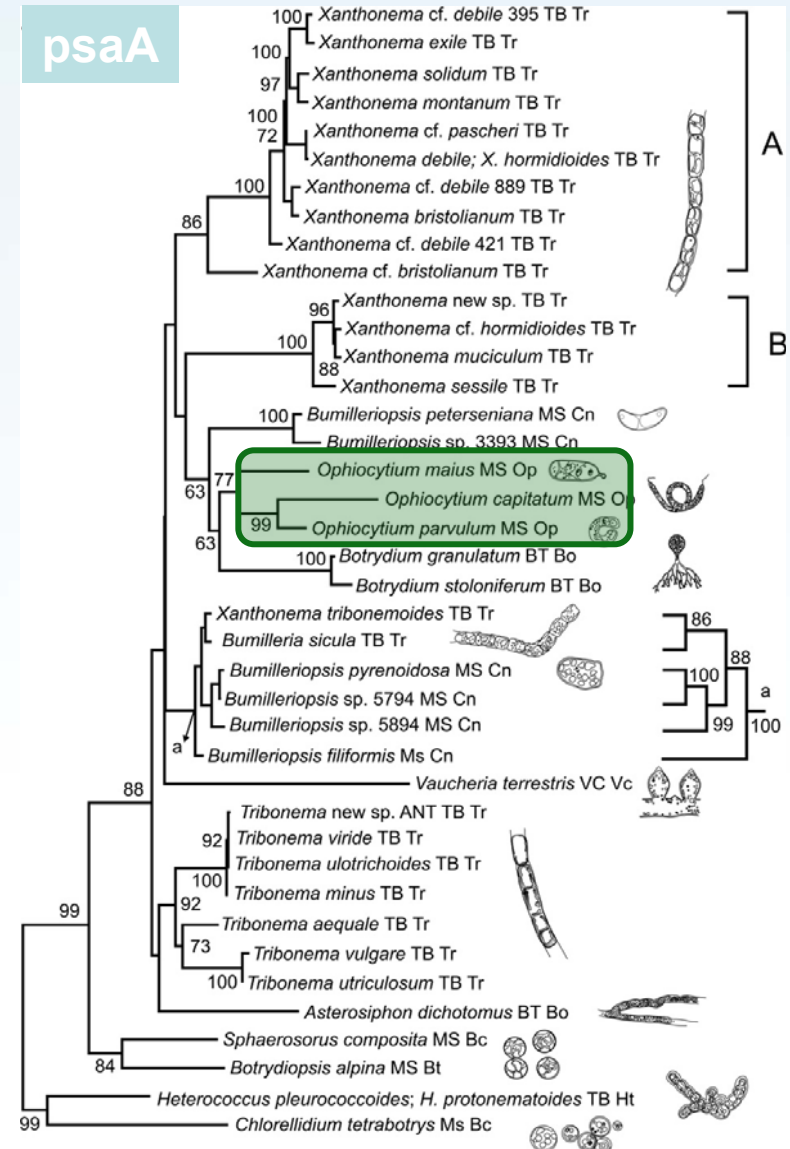 psaA
100
Xanthonema cf. debile 395 TB Tr
Xanthonema exile TB Tr
100
Xanthonema solidum TB Tr
97
Xanthonema montanum TB Tr
100
Xanthonema cf. pascheri TB Tr
72
A
Xanthonema debile; X. hormidioides TB Tr
100
Xanthonema cf. debile 889 TB Tr
Xanthonema bristolianum TB Tr
86
Xanthonema cf. debile 421 TB Tr
Xanthonema cf. bristolianum TB Tr
Xanthonema new sp. TB Tr
96
Xanthonema cf. hormidioides TB Tr
100
B
Xanthonema muciculum TB Tr
88
Xanthonema sessile TB Tr
100
Bumilleriopsis peterseniana MS Cn
Bumilleriopsis sp. 3393 MS Cn
Ophiocytium maius MS Op
77
63
Ophiocytium capitatum MS Op
99
Ophiocytium parvulum MS Op
63
100
Botrydium granulatum BT Bo
Botrydium stoloniferum BT Bo
Xanthonema tribonemoides TB Tr
86
Bumilleria sicula TB Tr
88
Bumilleriopsis pyrenoidosa MS Cn
100
a
Bumilleriopsis sp. 5794 MS Cn
99
100
Bumilleriopsis sp. 5894 MS Cn
a
Bumilleriopsis filiformis Ms Cn
Vaucheria terrestris VC Vc
88
Tribonema new sp. ANT TB Tr
92
Tribonema viride TB Tr
Tribonema ulotrichoides TB Tr
100
Tribonema minus TB Tr
92
99
Tribonema aequale TB Tr
73
Tribonema vulgare TB Tr
100
Tribonema utriculosum TB Tr
Asterosiphon dichotomus BT Bo
Sphaerosorus composita MS Bc
84
Botrydiopsis alpina MS Bt
Heterococcus pleurococcoides; H. protonematoides TB Ht
99
Chlorellidium tetrabotrys Ms Bc